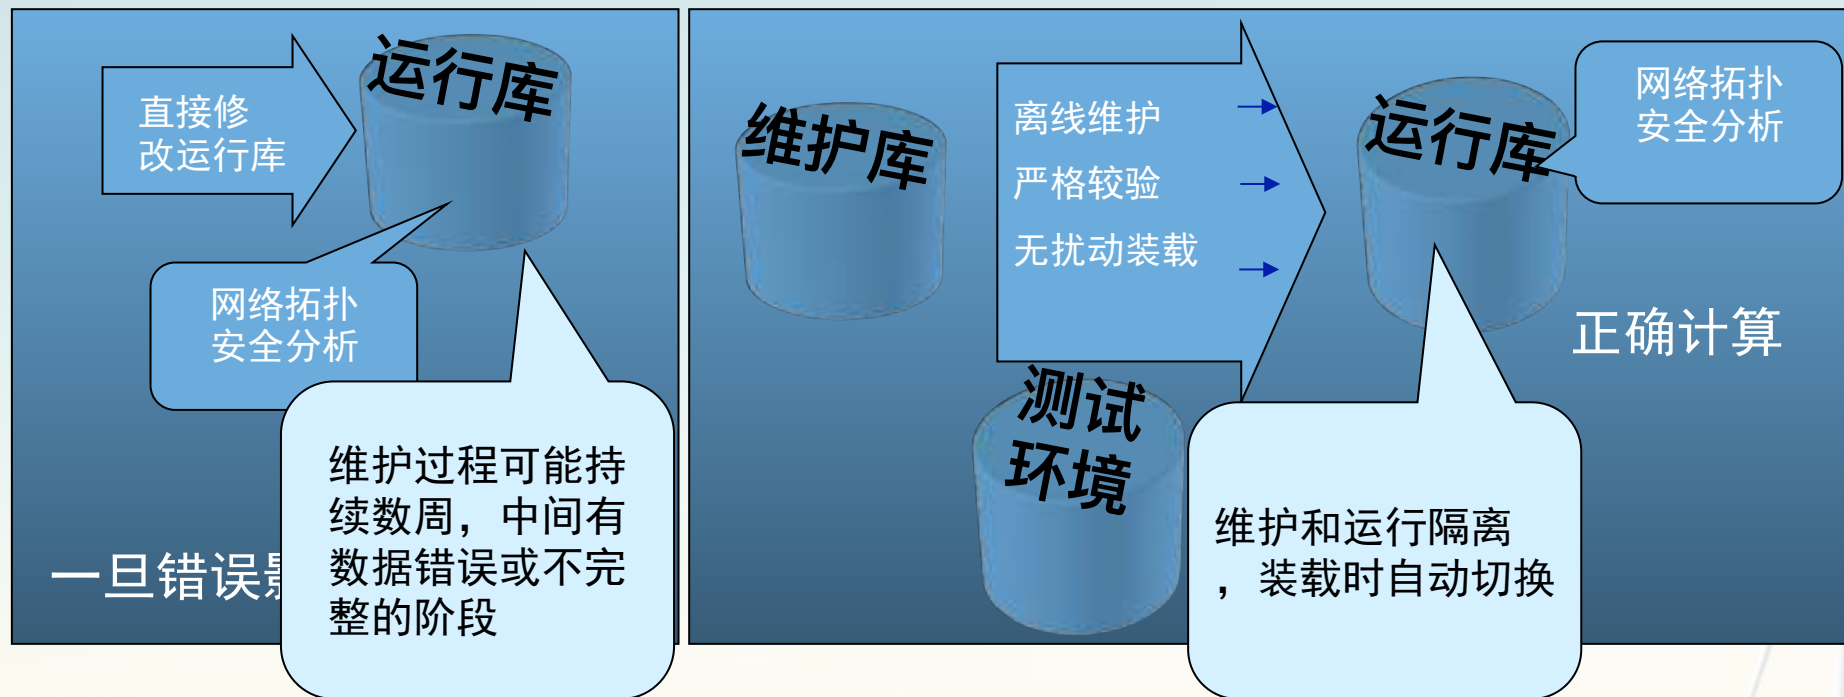 运行库
直接修
改运行库
网络拓扑
安全分析
维护过程可能持
续数周，中间有
数据错误或不完
整的阶段
一旦错误
维护库
离线维护
严格较验
无扰动装载
运行库
网络拓扑
安全分析
正确计算
测试
环境
维护和运行隔离
，装载时自动切换